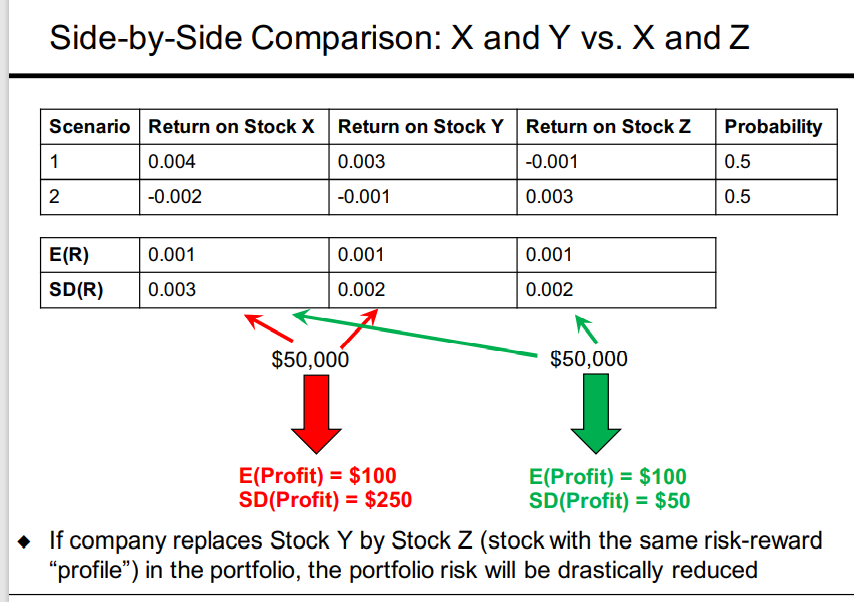 Side-by-Side Comparison: X and Y vs. X and Z
Scenario Return on Stock X Return on Stock Y Return on Stock Z Probability
1 0.004 0.003 -0.001 0.5
2 -0.002 -0.001 0.003 0.5
E(R) 0.001 0.001 0.001
SD(R) 0.003 0.002 0.002
$50,000 $50,000
E(Profit) = $100 E(Profit) = $100
SD(Profit) = $250 SD(Profit) = $50
◆ If company replaces Stock Y by Stock Z (stock with the same risk-reward
“profile”) in the portfolio, the portfolio risk will be drastically reduced